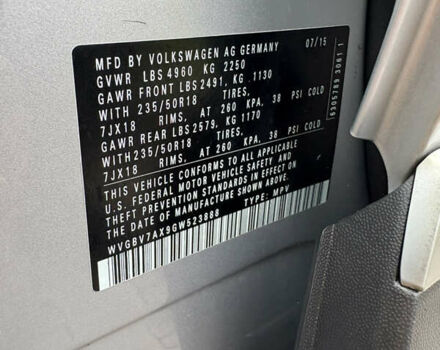 MFD BY VOLKSWAGEN AG GERMANY 07/15
GVWR LBS 4960 KG 2250
GAWR FRONT LBS 2491, KG .1130
WITH 235/50R18 TIRES,
7JX18 RIMS, AT 260 KPA, 38 PSI COLD
GAWR REAR LBS 2579, KG 1170
WITH 235/50R18 TIRES,
7JX18 RIMS, AT 260 KPA, 38 PSI COLD
THIS VEHICLE CONFORMS TO ALL APPLICABLE
U.S. FEDERAL MOTOR VEHICLE SAFETY AND
THEFT PREVENTION STANDARDS IN EFFECT ON
THE DATE OF MANUFACTURE SHOWN ABOVE.
WVGBV7AX9GW523888 TYPE: MPV
6305789 3061 1